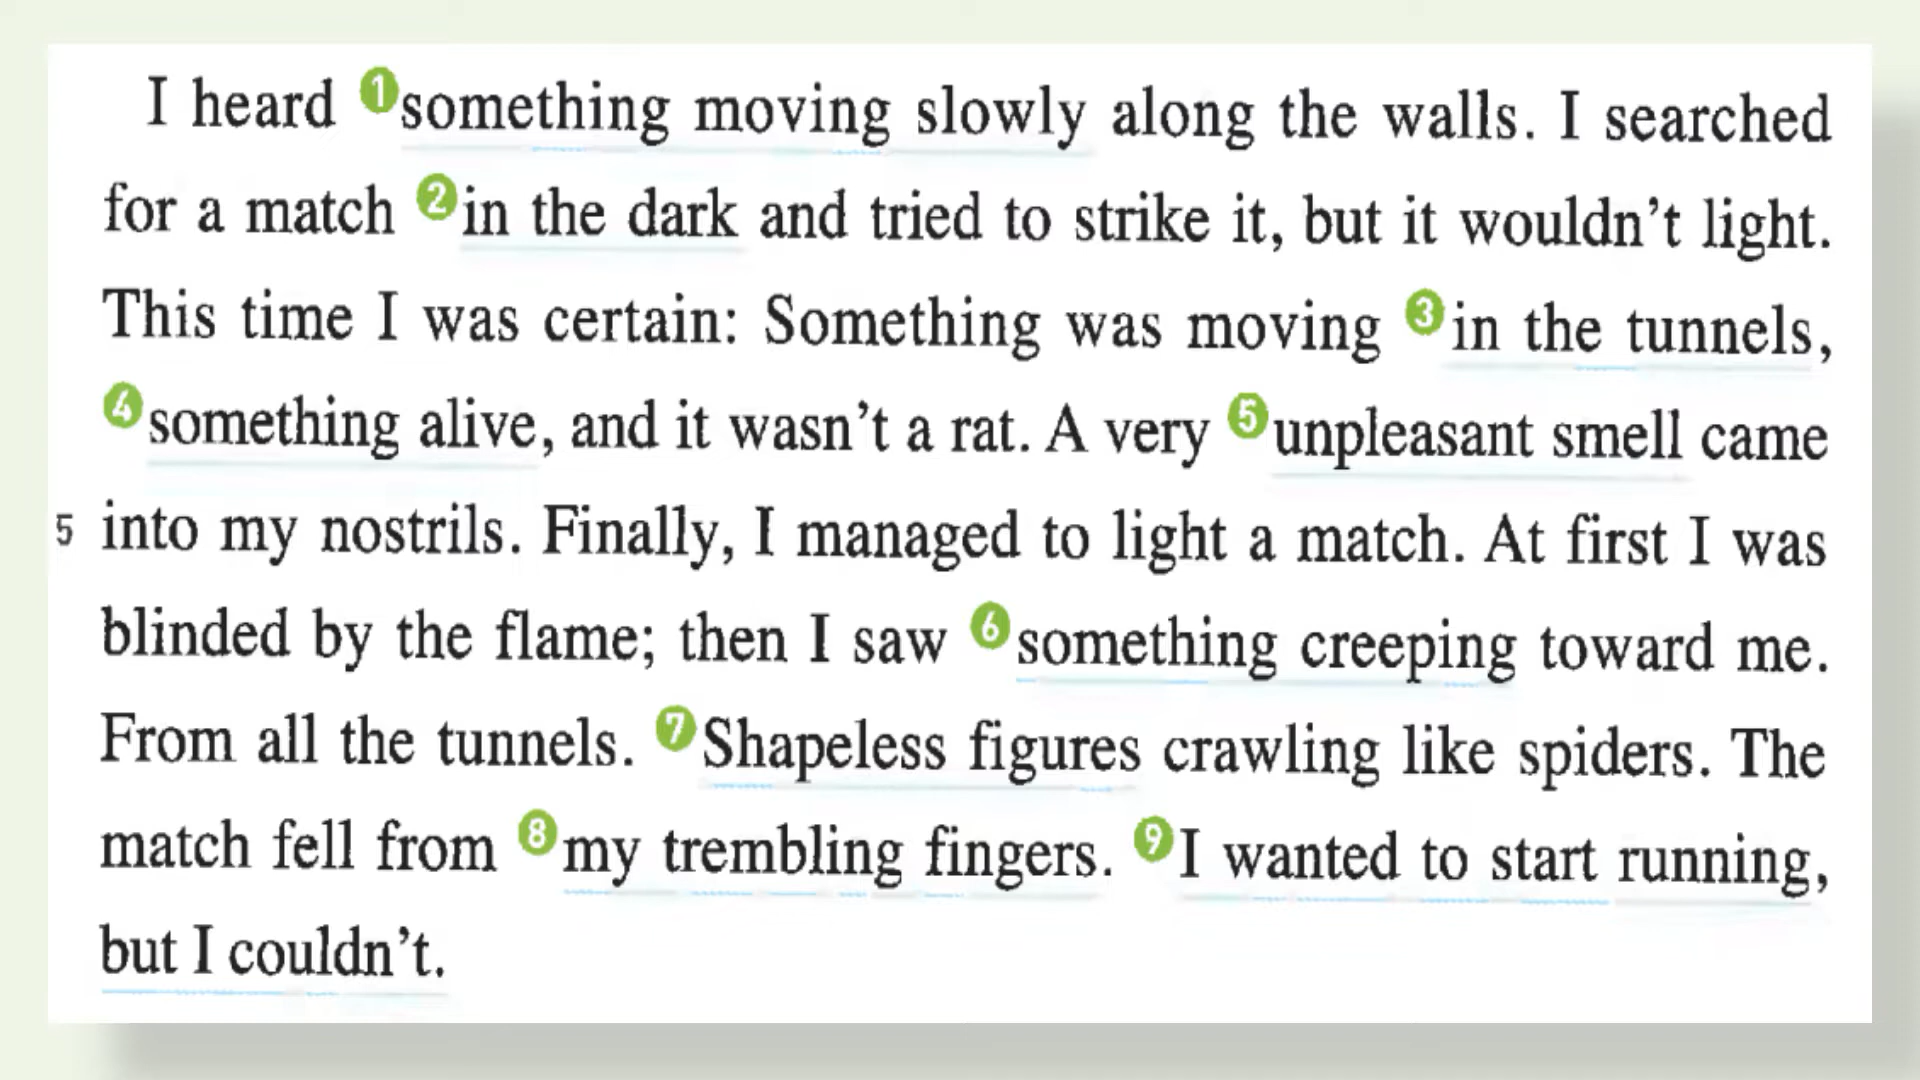 I heard ❶something moving slowly along the walls. I searched
for a match ❷in the dark and tried to strike it, but it wouldn’t light.
This time I was certain: Something was moving ❸in the tunnels,
❹something alive, and it wasn’t a rat. A very ❺unpleasant smell came
5 into my nostrils. Finally, I managed to light a match. At first I was
blinded by the flame; then I saw ❻something creeping toward me.
From all the tunnels. ❼Shapeless figures crawling like spiders. The
match fell from ❽my trembling fingers. ❾I wanted to start running,
but I couldn’t.